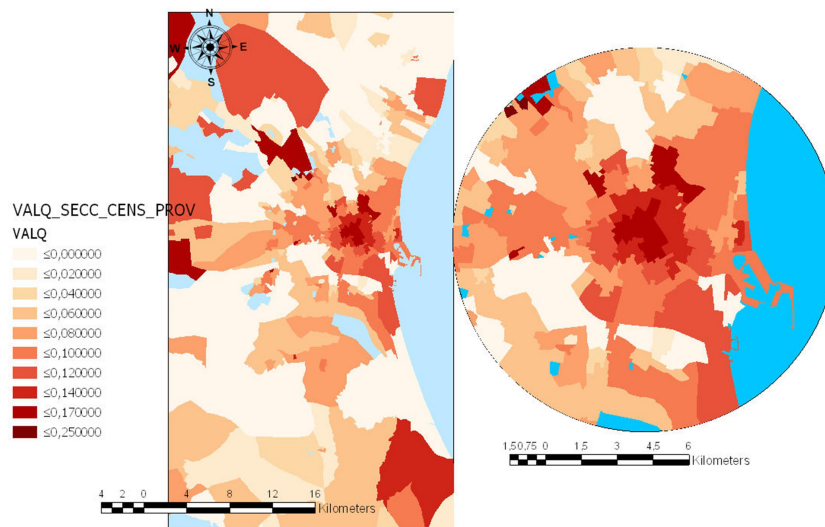 N
W E
S
VALQ_SECC_CENS_PROV
VALQ
≤0,000000
≤0,020000
≤0,040000
≤0,060000
≤0,080000
≤0,100000
≤0,120000
≤0,140000
≤0,170000
≤0,250000
4 2 0 4 8 12 16
Kilometers
1,50,75 0 1,5 3 4,5 6
Kilometers